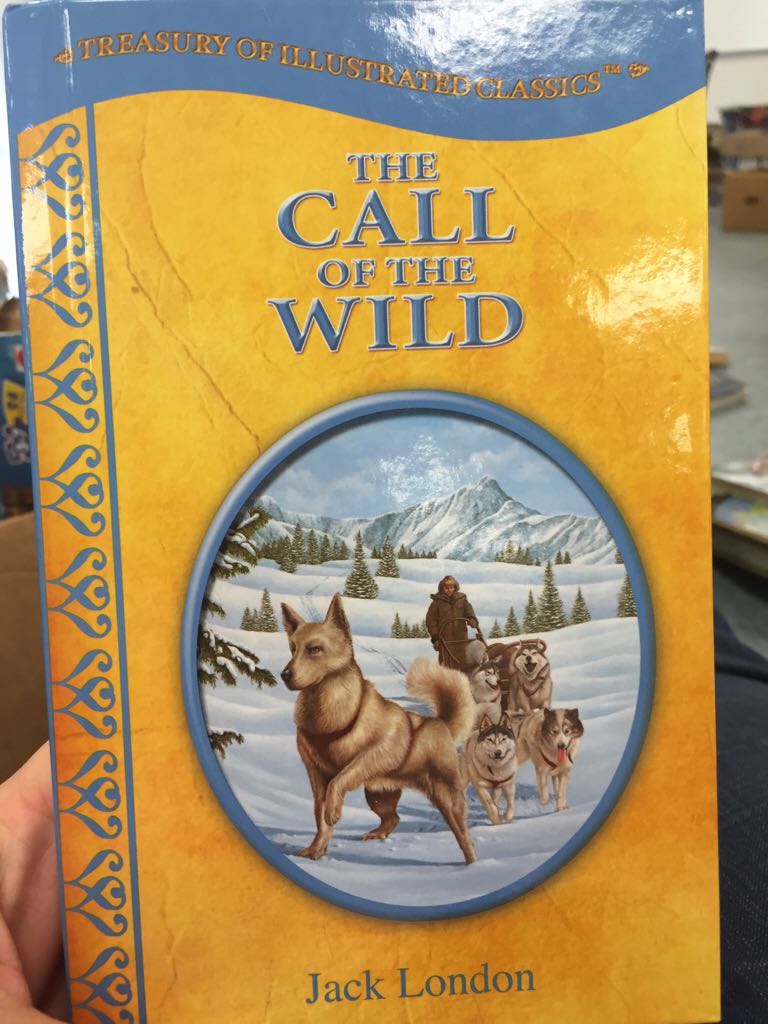 TREASURY OF ILLUSTRATED CLASSICS™
THE
CALL
OF THE
WILD
Jack London